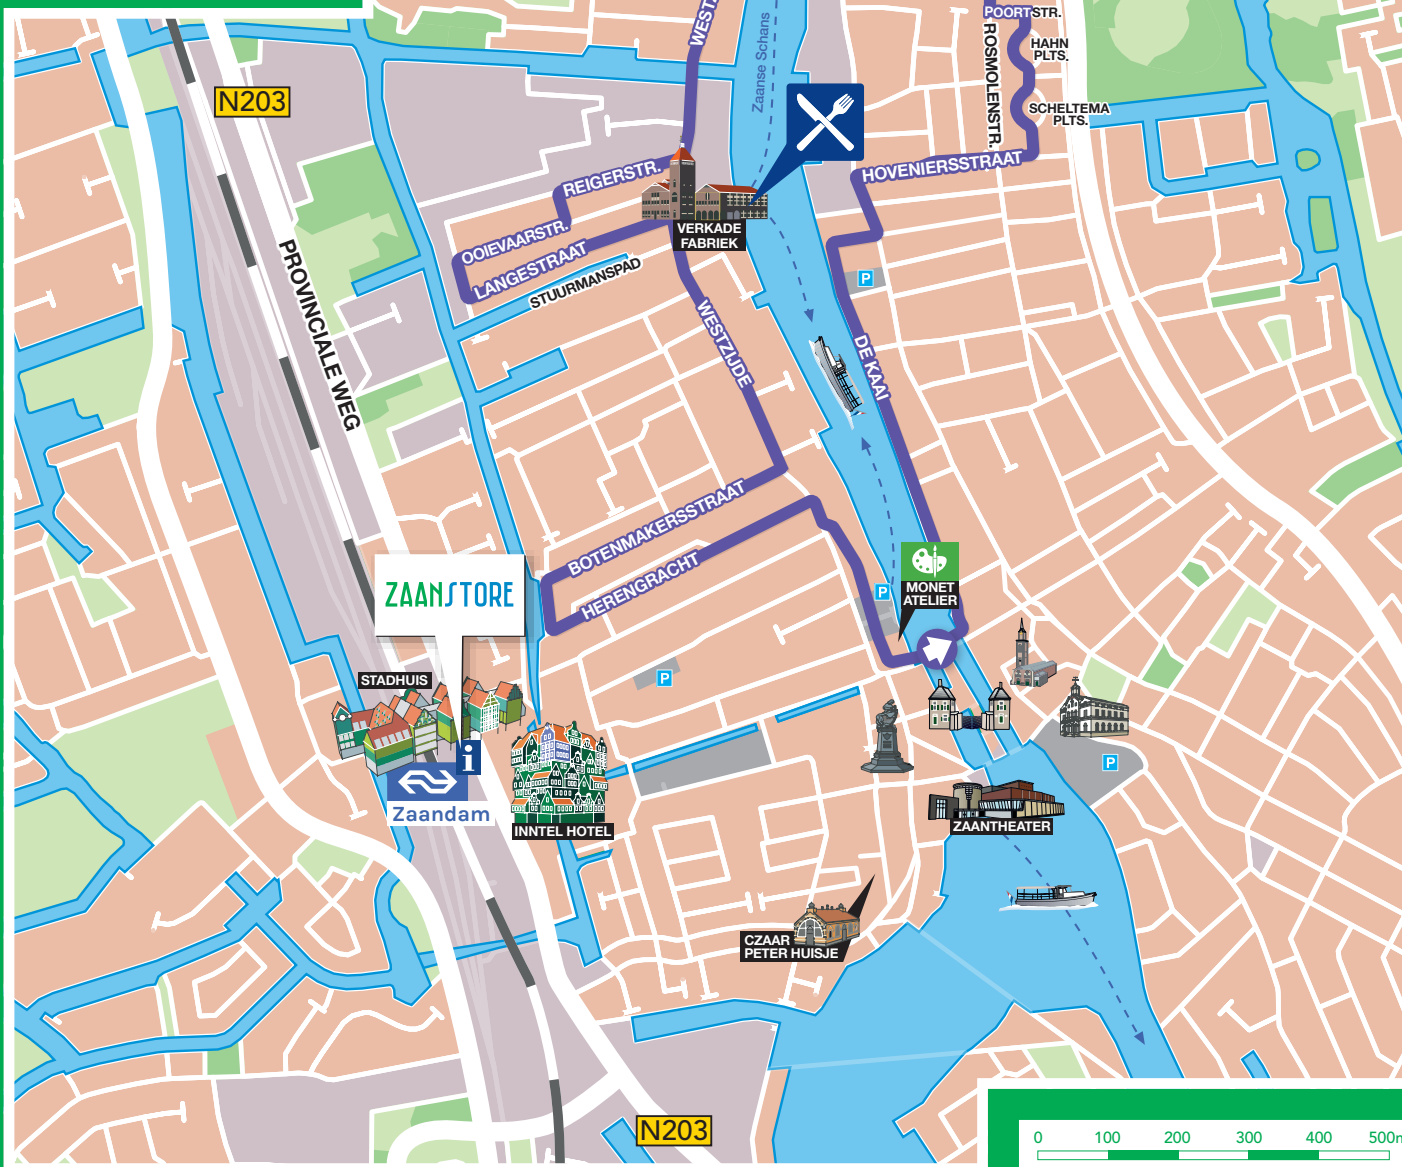 WEST
Zaanse Schans
POORTSTR.
HAHN
PLTS.
ROSMOLENSTR.
SCHELTEMA
PLTS.
N203
HOVENIERSSTRAAT
REIGERSTR.
OOIEVAARSTR.
LANGESTRAAT
STUURMANSPAD
VERKADE
FABRIEK
P
PROVINCIALE WEG
WESTZIJDE
DE KAAI
BOTENMAKERSSTRAAT
HERENGRACHT
ZAANSTORE
MONET
ATELIER
P
P
STADHUIS
i
Zaandam
INNTEL HOTEL
P
ZAANTHEATER
CZAAR
PETER HUISJE
N203
0 100 200 300 400 500m